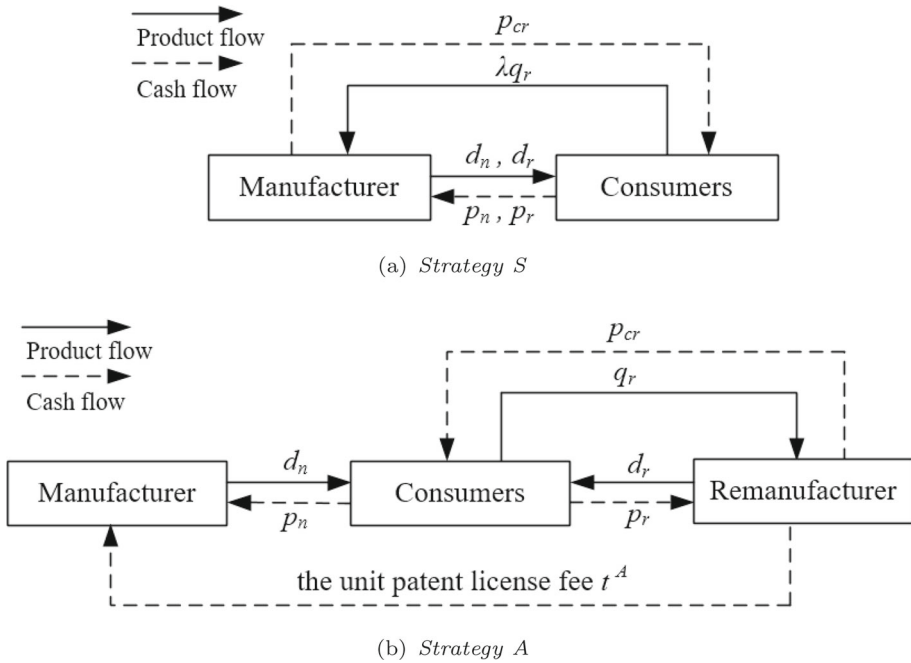 Product flow
Cash flow
p_cr
λq_r
Manufacturer
d_n , d_r
p_n , p_r
Consumers
(a) Strategy S
Product flow
Cash flow
p_cr
q_r
Manufacturer
d_n
p_n
Consumers
d_r
p_r
Remanufacturer
the unit patent license fee t^A
(b) Strategy A